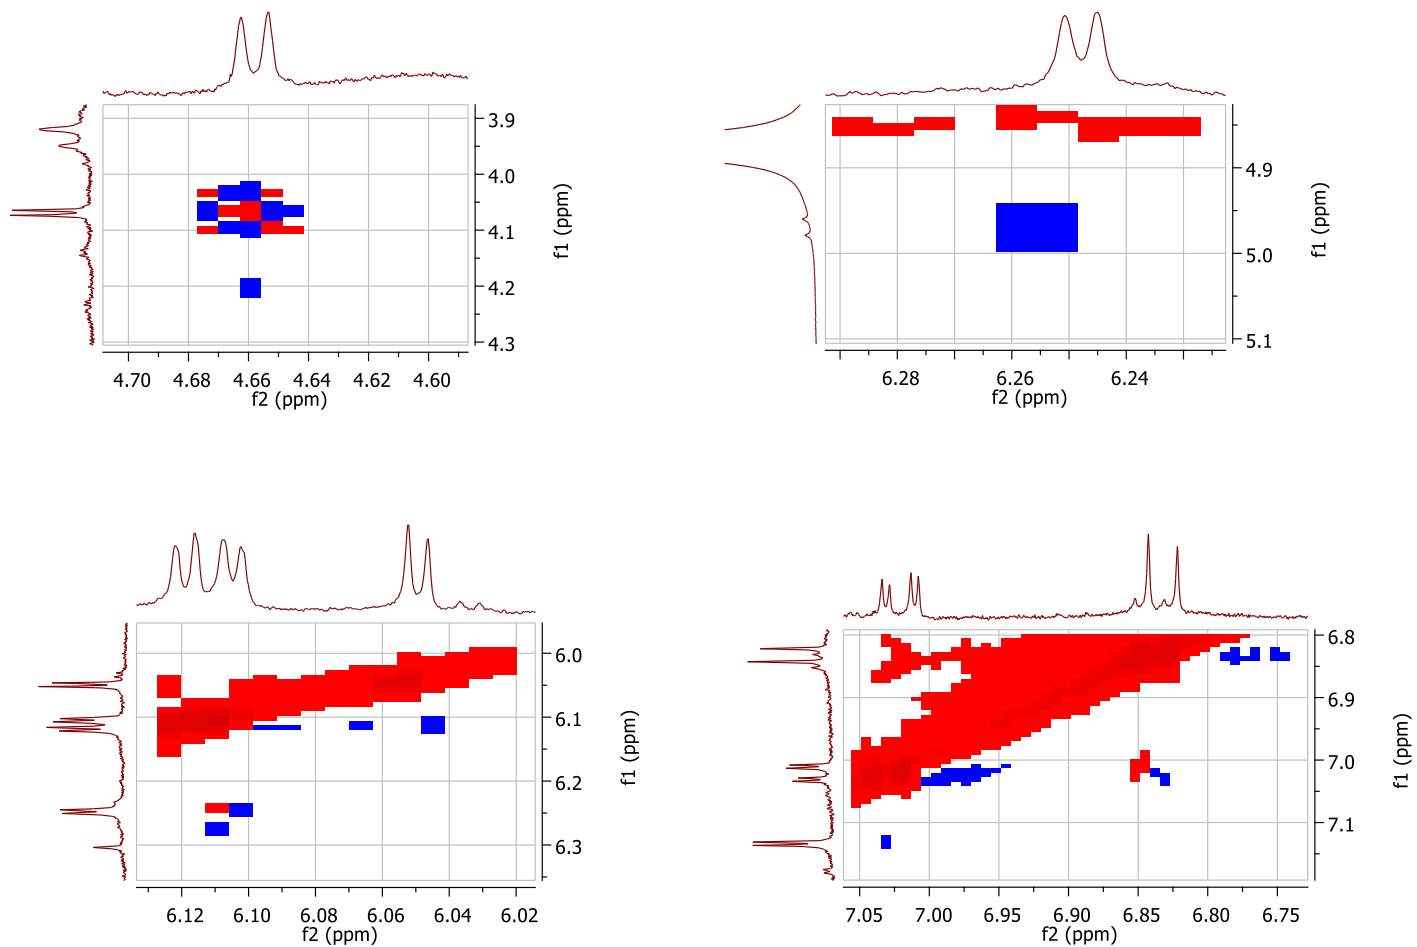 3.9
4.0
4.1
4.2
4.3
f1 (ppm)
4.70 4.68 4.66 4.64 4.62 4.60
f2 (ppm)
4.9
5.0
5.1
f1 (ppm)
6.28 6.26 6.24
f2 (ppm)
6.0
6.1
6.2
6.3
f1 (ppm)
6.12 6.10 6.08 6.06 6.04 6.02
f2 (ppm)
6.8
6.9
7.0
7.1
f1 (ppm)
7.05 7.00 6.95 6.90 6.85 6.80 6.75
f2 (ppm)